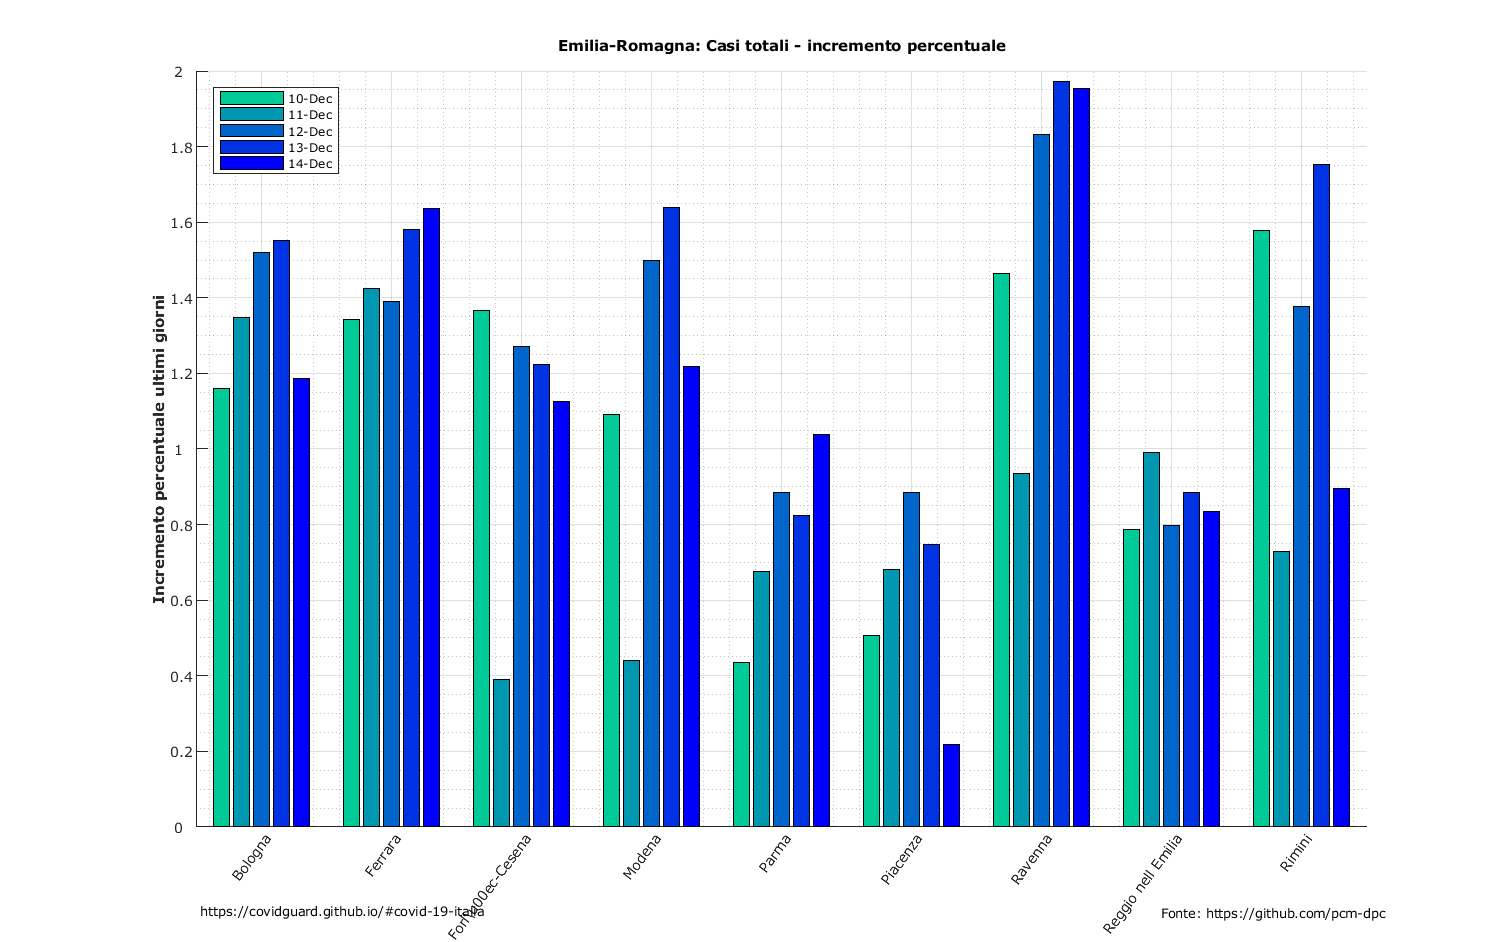 Emilia-Romagna: Casi totali - incremento percentuale
Incremento percentuale ultimi giorni
2
1.8
1.6
1.4
1.2
1
0.8
0.6
0.4
0.2
0
10-Dec
11-Dec
12-Dec
13-Dec
14-Dec
Bologna
Ferrara
Modena
Parma
Piacenza
Ravenna
Reggio nell Emilia
Rimini
https://covidguard.github.io/#covid-19-italia
Fonte: https://github.com/pcm-dpc